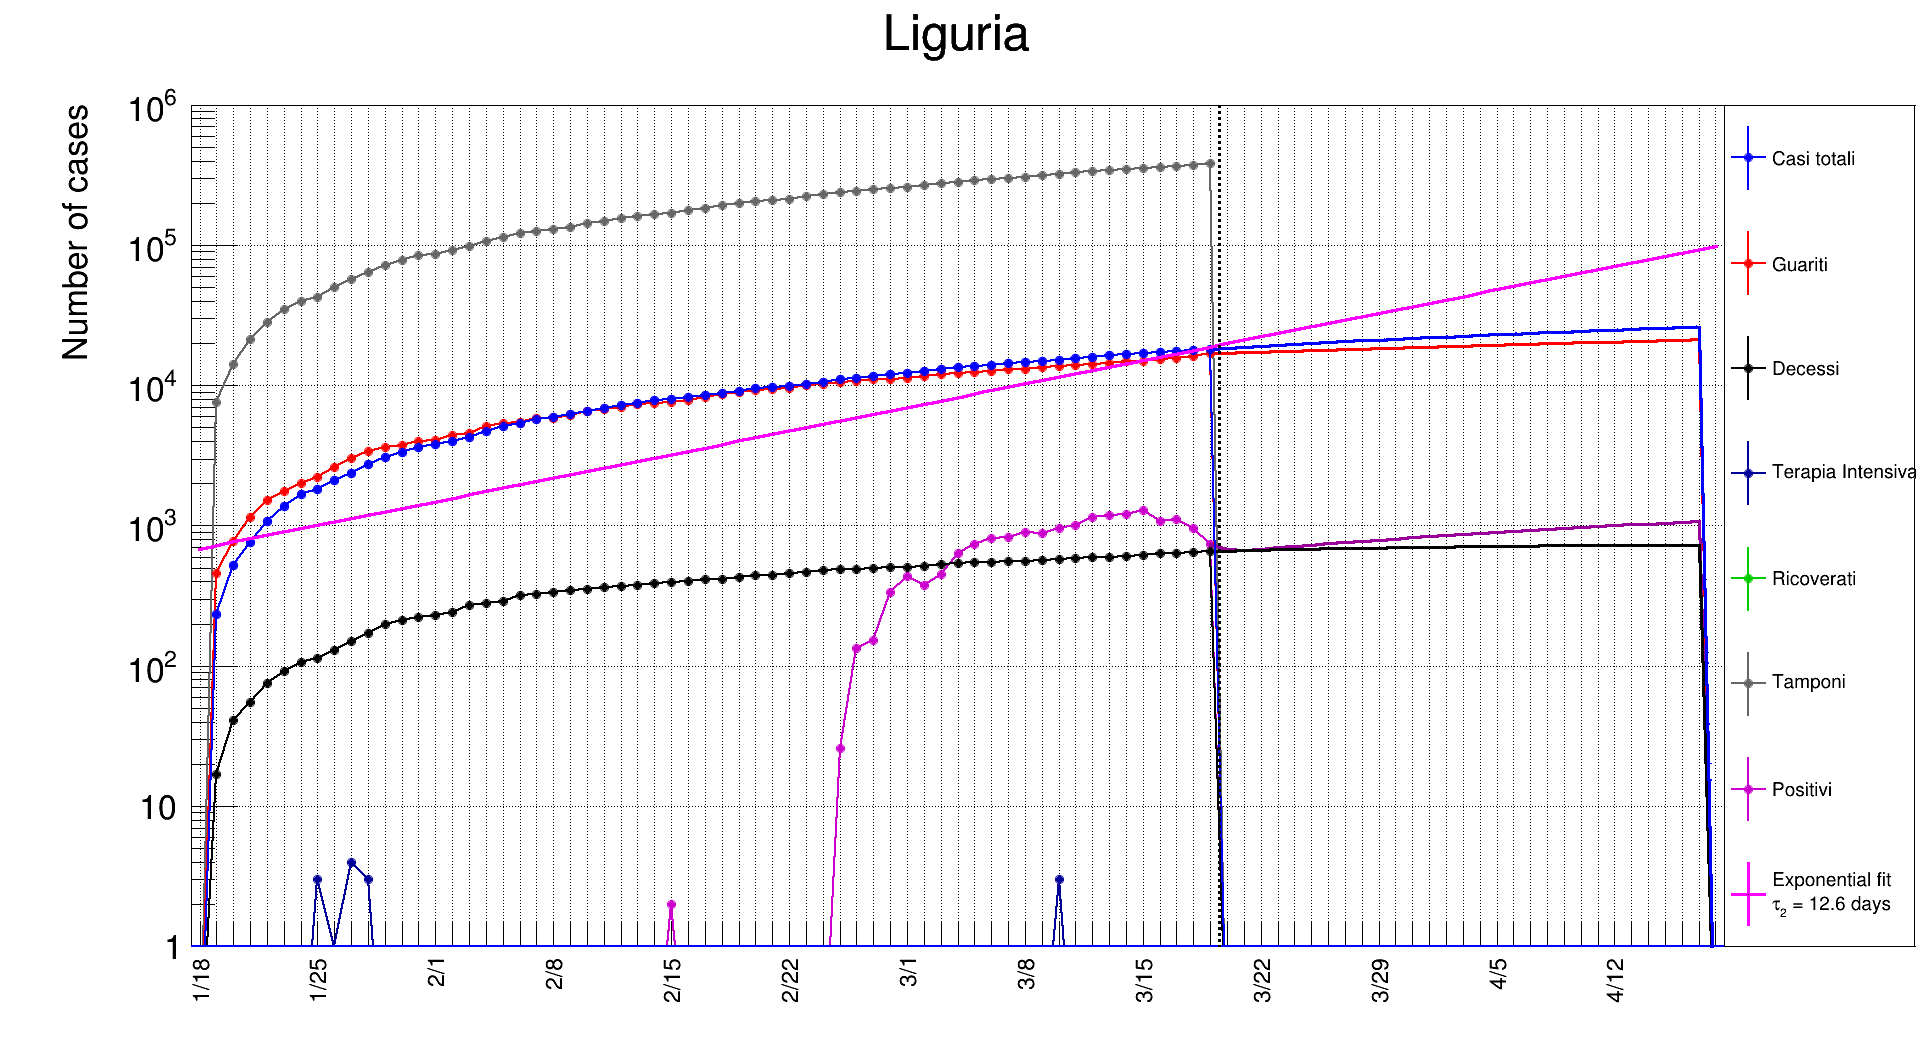 Liguria
Number of cases
10^6
10^5
10^4
10^3
10^2
10
1
1/18
1/25
2/1
2/8
2/15
2/22
3/1
3/8
3/15
3/22
3/29
4/5
4/12
Casi totali
Guariti
Decessi
Terapia Intensiva
Ricoverati
Tamponi
Positivi
Exponential fit
τ₂ = 12.6 days